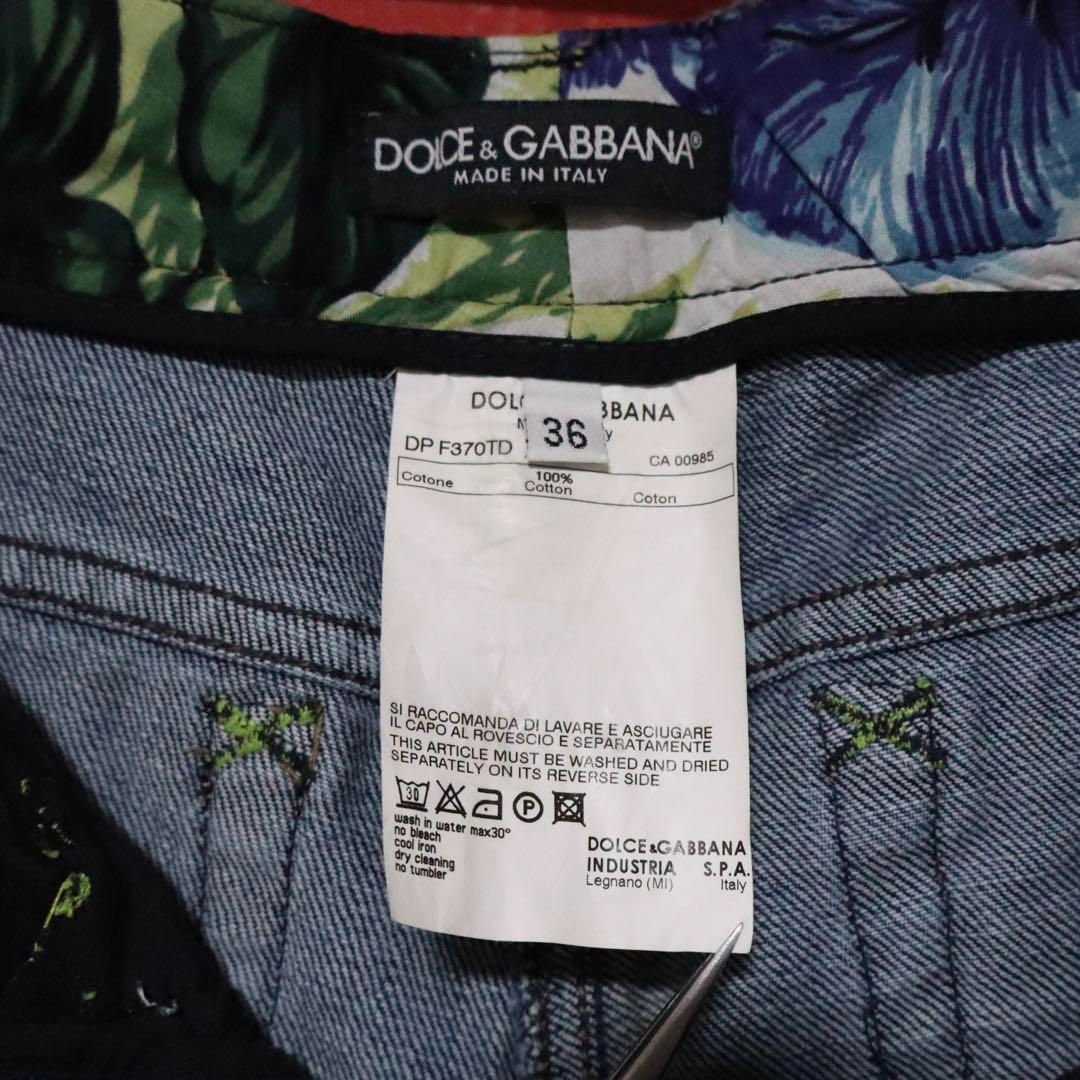 DOLCE & GABBANA®
MADE IN ITALY
36
DP F370TD
CA 00985
100%
Cotone Cotton Coton
SI RACCOMANDA DI LAVARE E ASCIUGARE
IL CAPO AL ROVESCIO E SEPARATAMENTE
THIS ARTICLE MUST BE WASHED AND DRIED
SEPARATELY ON ITS REVERSE SIDE
30
P
wash in water max30°
no bleach
cool iron
dry cleaning
no tumbler
DOLCE&GABBANA
INDUSTRIA S.P.A.
Legnano (MI) Italy